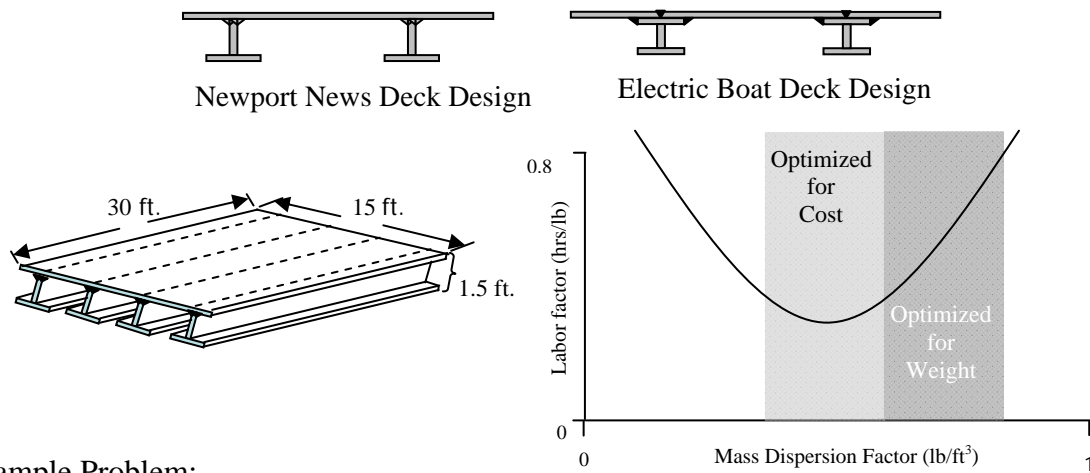 Newport News Deck Design
Electric Boat Deck Design
30 ft.
15 ft.
1.5 ft.
0.8
Optimized
for
Cost
Optimized
for
Weight
Labor factor (hrs/lb)
0
0
Mass Dispersion Factor (lb/ft³)
1
ample Problem: